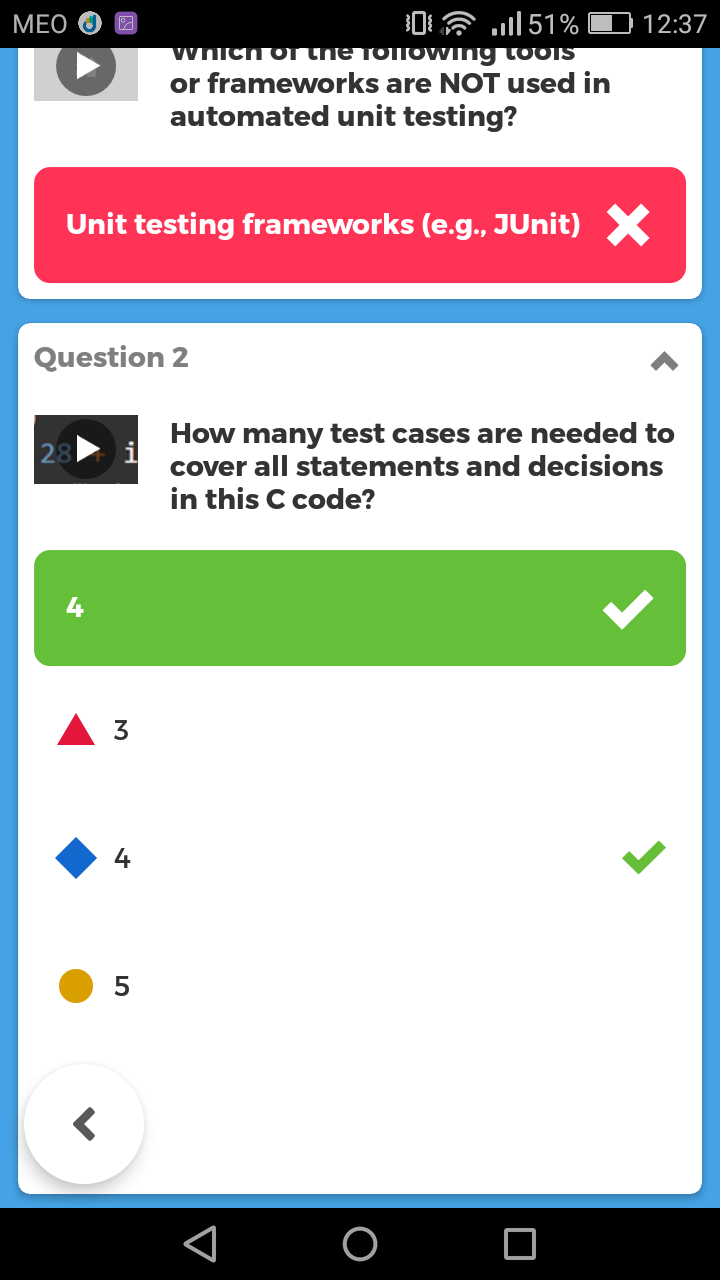 MEO 51% 12:37
Which of the following tools
or frameworks are NOT used in
automated unit testing?
Unit testing frameworks (e.g., JUnit)
Question 2
28 + i
How many test cases are needed to
cover all statements and decisions
in this C code?
4
3
4
5